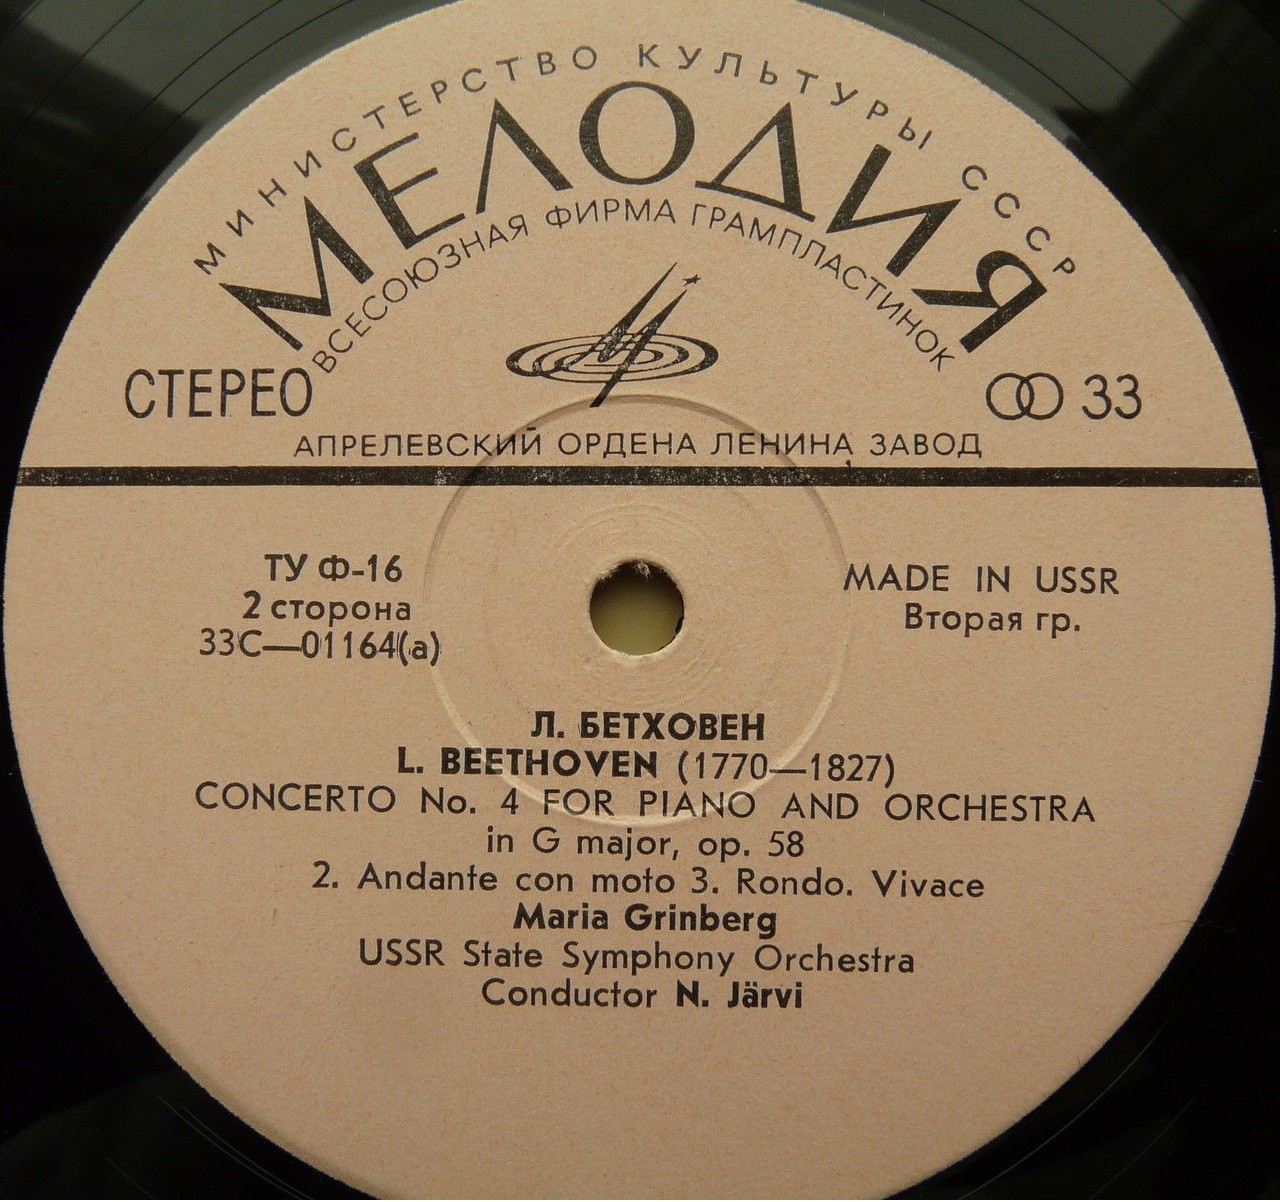 МИНИСТЕРСТВО КУЛЬТУРЫ СССР
МЕЛОДИЯ
ВСЕСОЮЗНАЯ ФИРМА ГРАМПЛАСТИНОК
СТЕРЕО
33
АПРЕЛЕВСКИЙ ОРДЕНА ЛЕНИНА ЗАВОД
ТУ Ф-16
2 сторона
33С—01164(а)
MADE IN USSR
Вторая гр.
Л. БЕТХОВЕН
L. BEETHOVEN (1770—1827)
CONCERTO No. 4 FOR PIANO AND ORCHESTRA
in G major, op. 58
2. Andante con moto 3. Rondo. Vivace
Maria Grinberg
USSR State Symphony Orchestra
Conductor N. Järvi